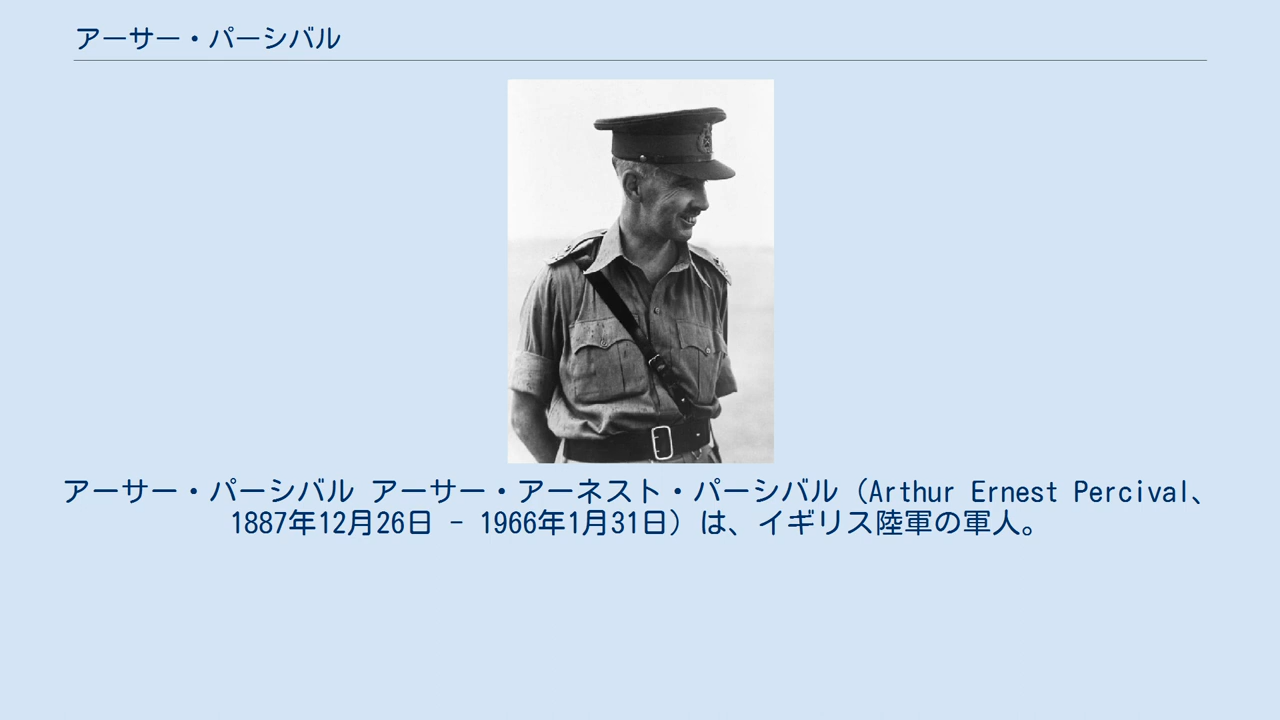 アーサー・パーシバル
アーサー・パーシバル アーサー・アーネスト・パーシバル（Arthur Ernest Percival、
1887年12月26日 - 1966年1月31日）は、イギリス陸軍の軍人。